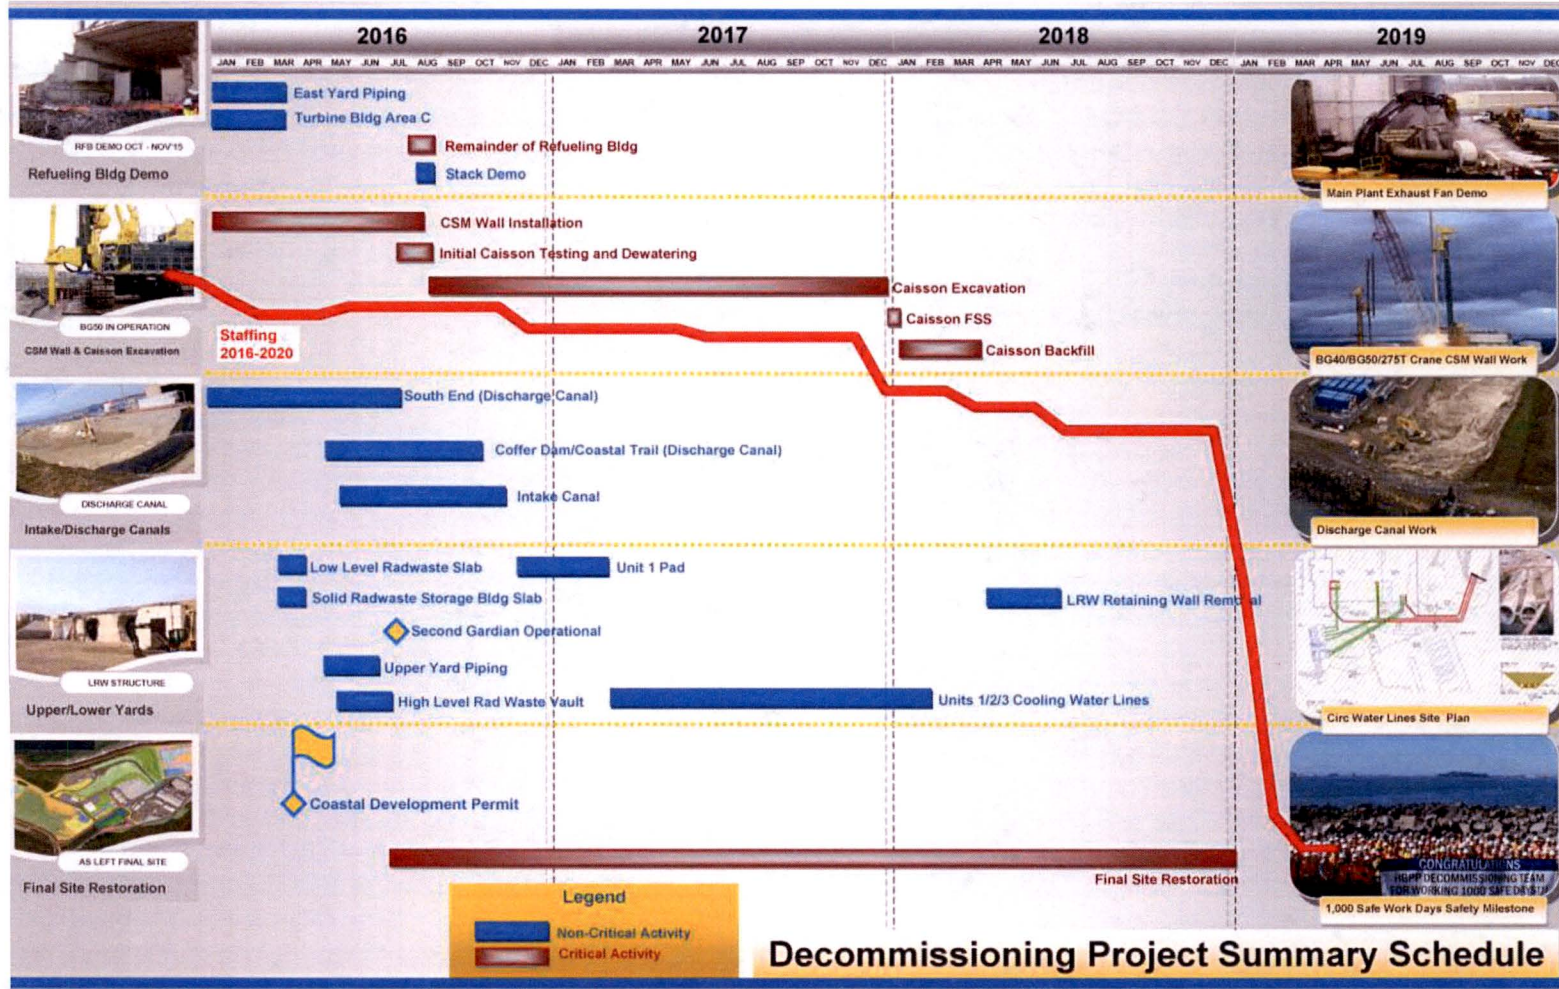 2016
2017
2018
2019
JAN FEB MAR APR MAY JUN JUL AUG SEP OCT NOV DEC JAN FEB MAR APR MAY JUN JUL AUG SEP OCT NOV DEC JAN FEB MAR APR MAY JUN JUL AUG SEP OCT NOV DEC JAN FEB MAR APR MAY JUN JUL AUG SEP OCT NOV DEC
East Yard Piping
Turbine Bldg Area C
RFB DEMO OCT - NOV'15
Remainder of Refueling Bldg
Refueling Bldg Demo
Stack Demo
Main Plant Exhaust Fan Demo
CSM Wall Installation
Initial Caisson Testing and Dewatering
Caisson Excavation
BG50 IN OPERATION
Caisson FSS
Staffing
2016-2020
CSM Wall & Caisson Excavation
Caisson Backfill
BG40/BG50/275T Crane CSM Wall Work
South End (Discharge Canal)
Coffer Dam/Coastal Trail (Discharge Canal)
DISCHARGE CANAL
Intake Canal
Intake/Discharge Canals
Discharge Canal Work
Low Level Radwaste Slab
Unit 1 Pad
Solid Radwaste Storage Bldg Slab
LRW Retaining Wall Removal
Second Gardian Operational
Upper Yard Piping
LRW STRUCTURE
High Level Rad Waste Vault
Units 1/2/3 Cooling Water Lines
Upper/Lower Yards
Circ Water Lines Site Plan
Coastal Development Permit
AS LEFT FINAL SITE
Final Site Restoration
Final Site Restoration
CONGRATULATIONS
HBPP DECOMMISSIONING TEAM
FOR WORKING 1000 SAFE DAYS!!
1,000 Safe Work Days Safety Milestone
Legend
Non-Critical Activity
Critical Activity
Decommissioning Project Summary Schedule